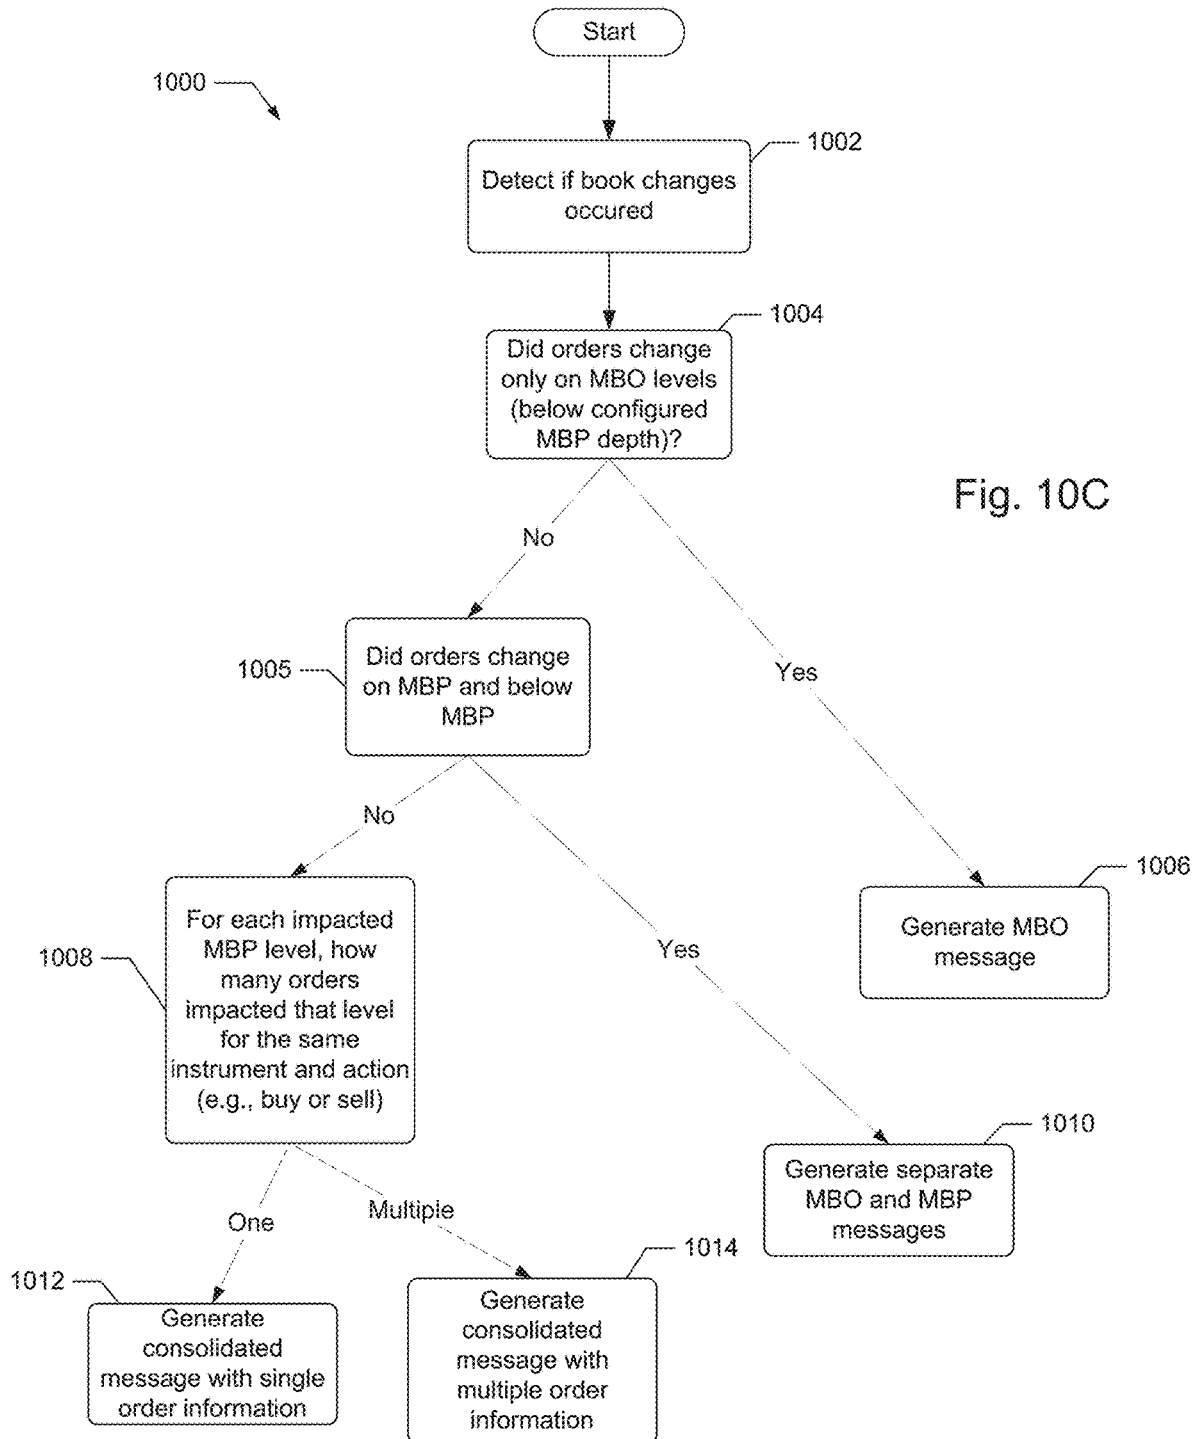 Start
1000
1002
Detect if book changes
occured
1004
Did orders change
only on MBO levels
(below configured
MBP depth)?
Fig. 10C
No
Yes
1005
Did orders change
on MBP and below
MBP
No
Yes
1006
Generate MBO
message
1008
For each impacted
MBP level, how
many orders
impacted that level
for the same
instrument and action
(e.g., buy or sell)
1010
Generate separate
MBO and MBP
messages
One
Multiple
1012
Generate
consolidated
message with single
order information
1014
Generate
consolidated
message with
multiple order
information